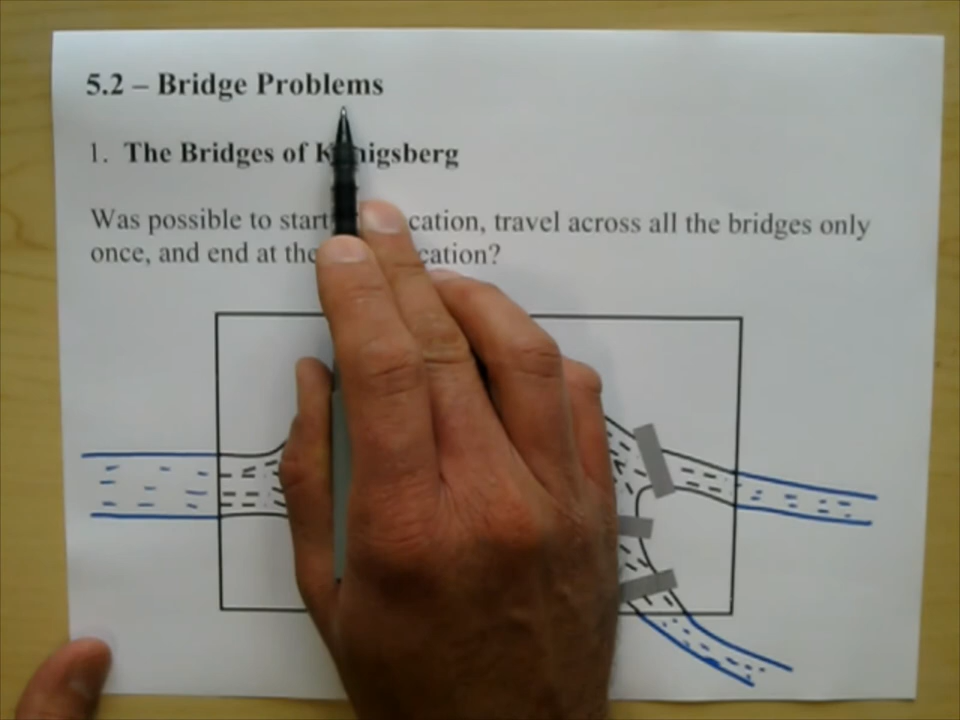 5.2 – Bridge Problems
1. The Bridges of Königsberg
Was possible to start cation, travel across all the bridges only
once, and end at the cation?